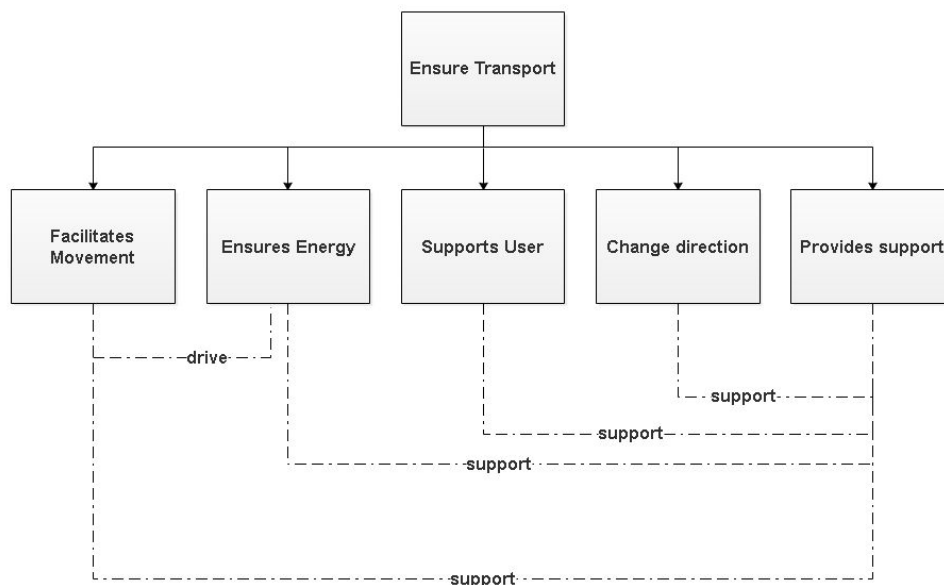 Ensure Transport
Facilitates
Movement
Ensures Energy
Supports User
Change direction
Provides support
drive
support
support
support
support